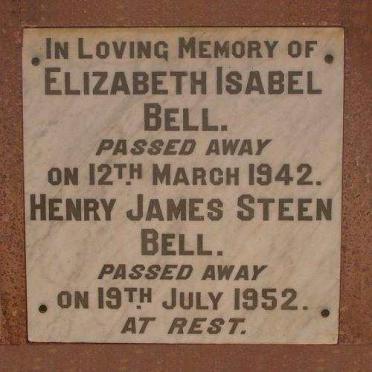 In Loving Memory of
Elizabeth Isabel
Bell.
PASSED AWAY
on 12TH March 1942.
Henry James Steen
Bell.
PASSED AWAY
on 19TH July 1952.
AT REST.